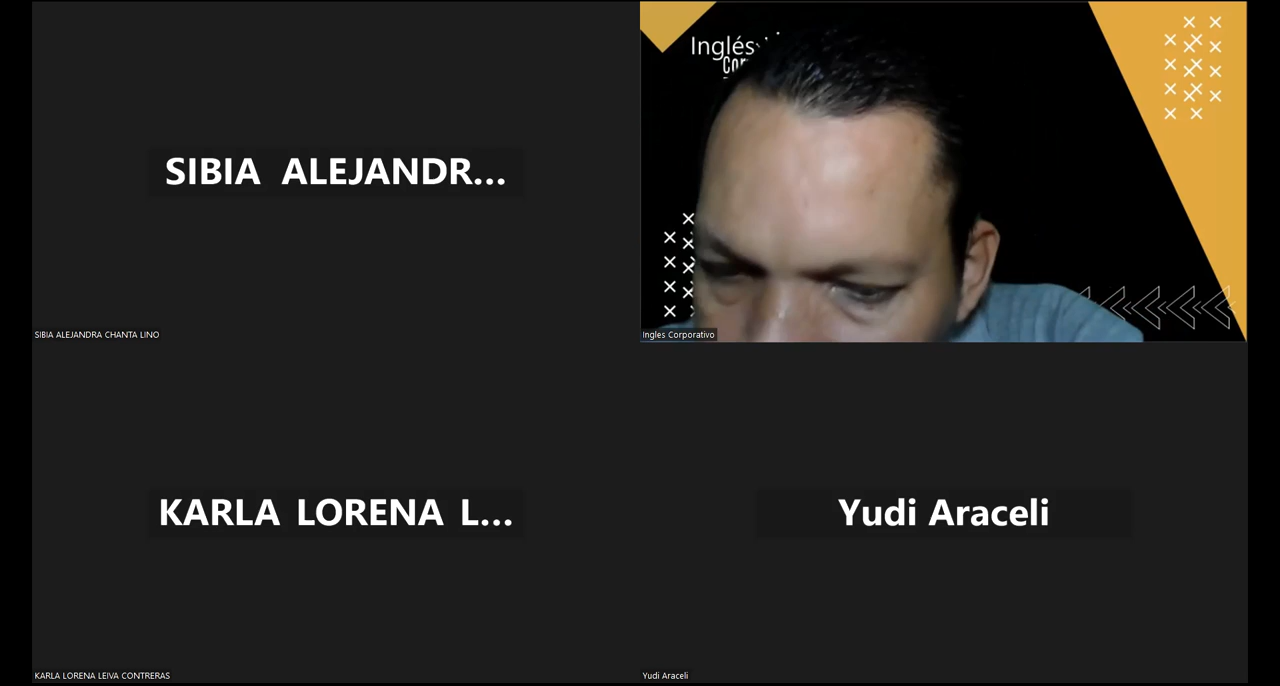 SIBIA ALEJANDR...
SIBIA ALEJANDRA CHANTA LINO
Inglés
Ingles Corporativo
KARLA LORENA L...
KARLA LORENA LEIVA CONTRERAS
Yudi Araceli
Yudi Araceli